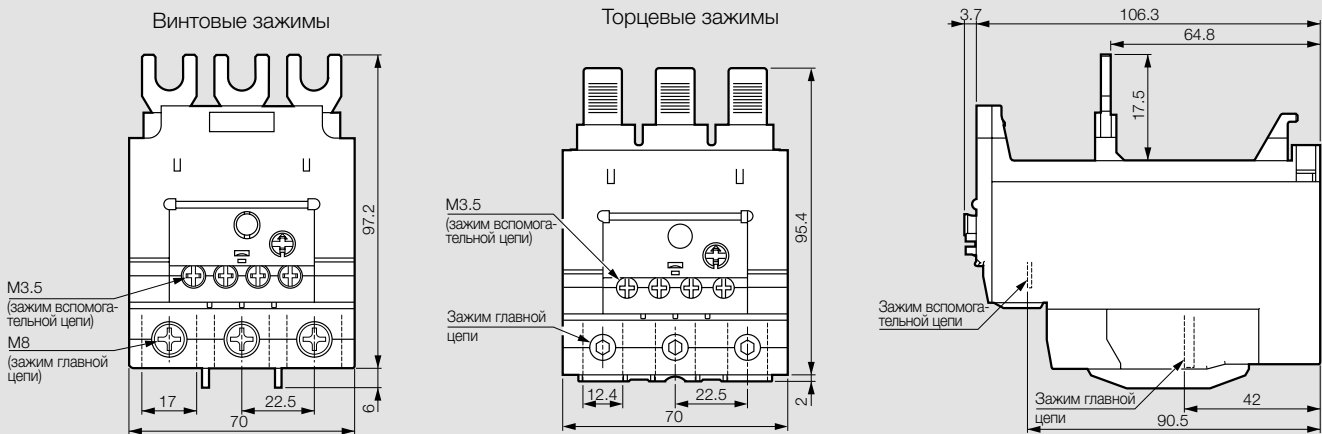 Винтовые зажимы
97.2
M3.5
(зажим вспомога-
тельной цепи)
M8
(зажим главной
цепи)
17
22.5
6
70
Торцевые зажимы
M3.5
(зажим вспомога-
тельной цепи)
95.4
Зажим главной
цепи
12.4
22.5
2
70
3.7
106.3
64.8
17.5
Зажим вспомога-
тельной цепи
Зажим главной
цепи
42
90.5